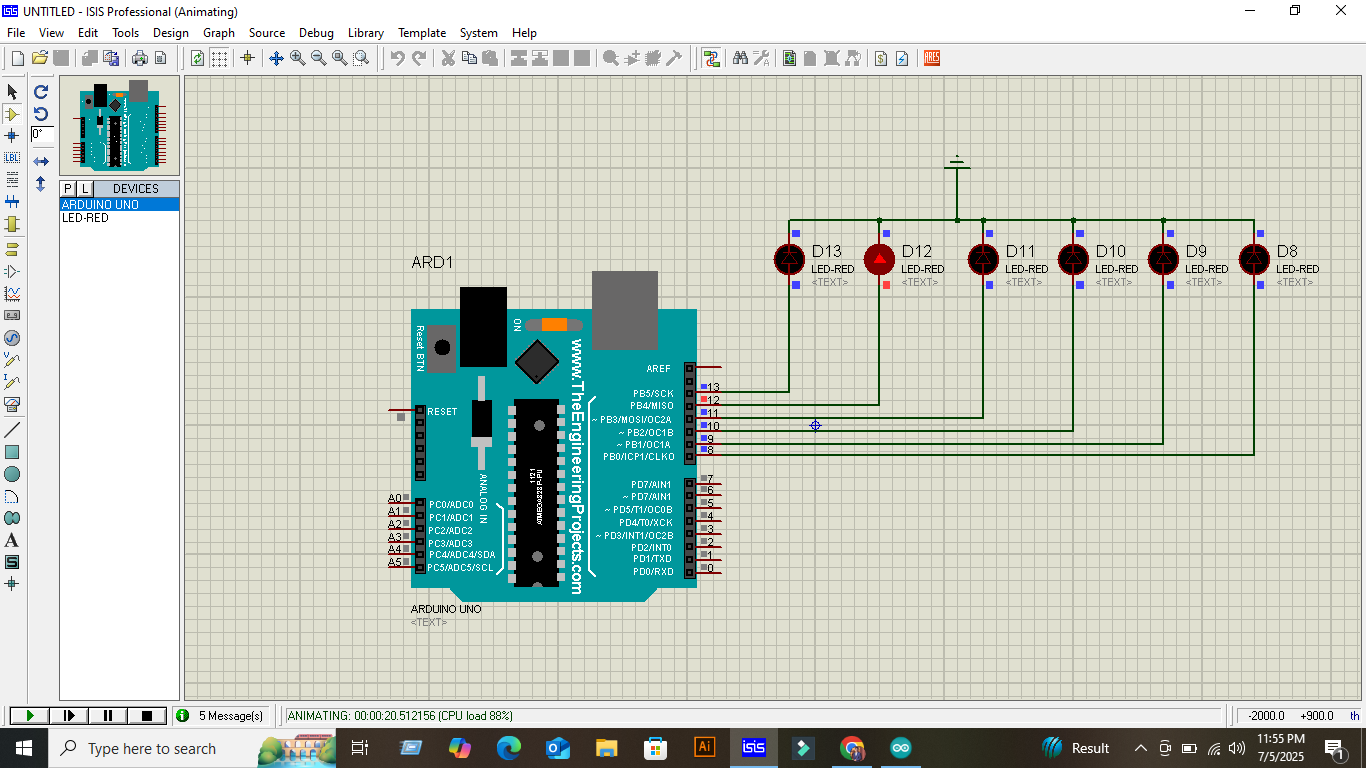 UNTITLED - ISIS Professional (Animating)
File View Edit Tools Design Graph Source Debug Library Template System Help
ARES
LBL
0°
P L DEVICES
ARDUINO UNO
LED-RED
A
S
ARD1
D13
LED-RED
<TEXT>
D12
LED-RED
<TEXT>
D11
LED-RED
<TEXT>
D10
LED-RED
<TEXT>
D9
LED-RED
<TEXT>
D8
LED-RED
<TEXT>
Reset BTN
ON
www.TheEngineeringProjects.com
RESET
ANALOG IN
AREF
PB5/SCK 13
PB4/MISO 12
~ PB3/MOSI/OC2A 11
~ PB2/OC1B 10
~ PB1/OC1A 9
PB0/ICP1/CLKO 8
PD7/AIN1 7
~ PD7/AIN1 6
~ PD5/T1/OC0B 5
PD4/T0/XCK 4
~ PD3/INT1/OC2B 3
PD2/INT0 2
PD1/TXD 1
PD0/RXD 0
A0 PC0/ADC0
A1 PC1/ADC1
A2 PC2/ADC2
A3 PC3/ADC3
A4 PC4/ADC4/SDA
A5 PC5/ADC5/SCL
ARDUINO UNO
<TEXT>
5 Message(s)
ANIMATING: 00:00:20.512156 (CPU load 88%)
-2000.0 +900.0 th
Type here to search
Ai
isis
Result
11:55 PM
7/5/2025
1